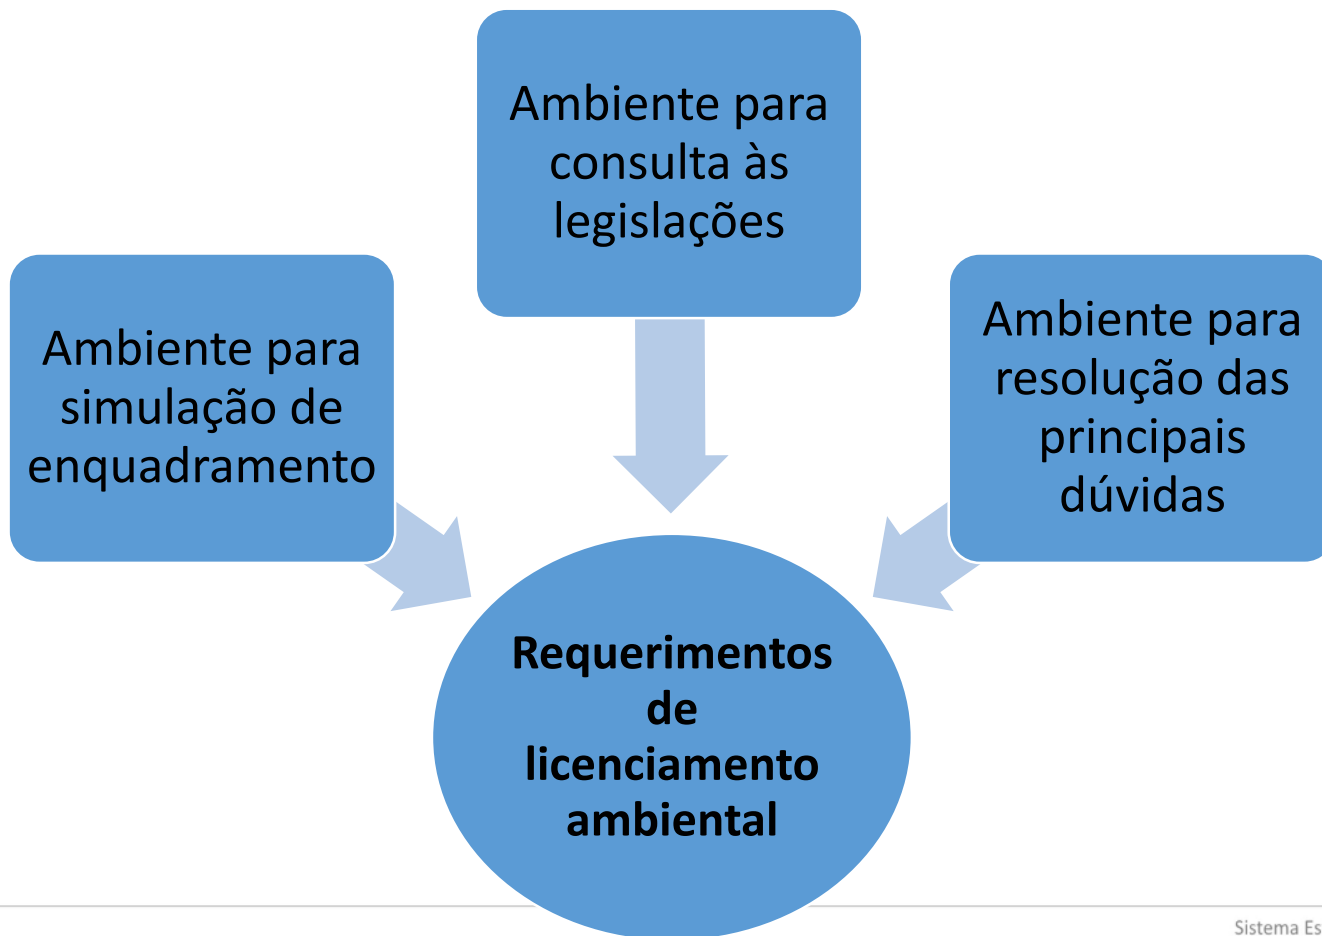 Ambiente para
consulta às
legislações
Ambiente para
simulação de
enquadramento
Ambiente para
resolução das
principais
dúvidas
Requerimentos
de
licenciamento
ambiental
Sistema Es